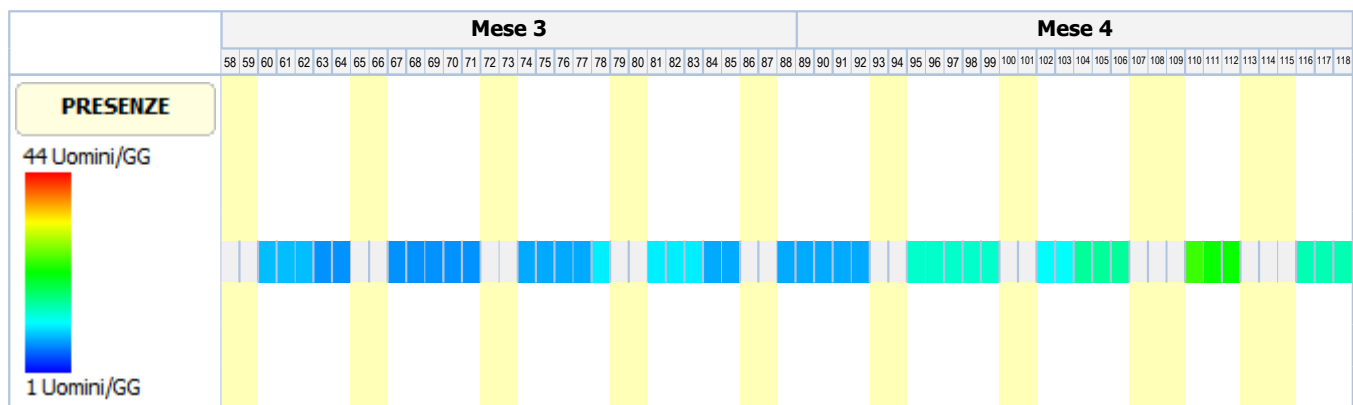 Mese 3 Mese 4
58 59 60 61 62 63 64 65 66 67 68 69 70 71 72 73 74 75 76 77 78 79 80 81 82 83 84 85 86 87 88 89 90 91 92 93 94 95 96 97 98 99 100 101 102 103 104 105 106 107 108 109 110 111 112 113 114 115 116 117 118
PRESENZE
44 Uomini/GG
1 Uomini/GG